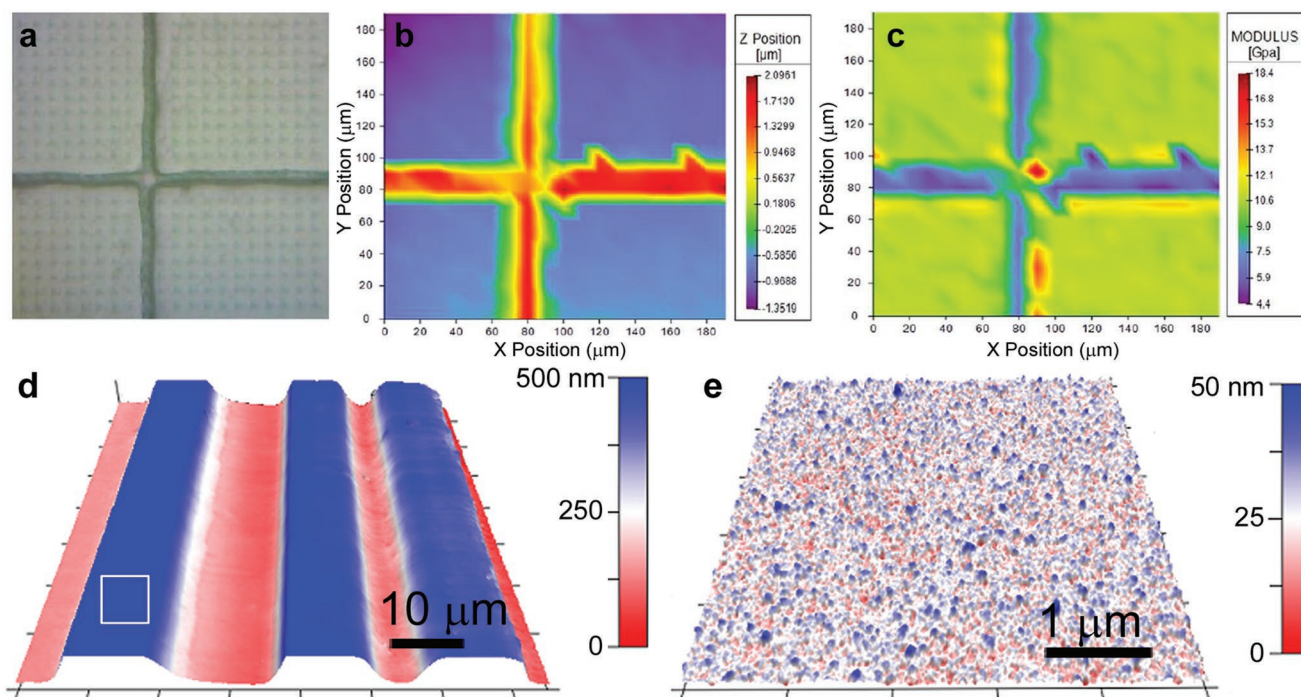 a
b
Z Position
[μm]
2.0961
1.7130
1.3299
0.9468
0.5637
0.1806
-0.2025
-0.5856
-0.9688
-1.3519
Y Position (μm)
180
160
140
120
100
80
60
40
20
0
0 20 40 60 80 100 120 140 160 180
X Position (μm)
c
MODULUS
[Gpa]
18.4
16.8
15.3
13.7
12.2
10.6
9.0
7.5
5.9
4.4
Y Position (μm)
180
160
140
120
100
80
60
40
20
0
0 20 40 60 80 100 120 140 160 180
X Position (μm)
d
500 nm
250
0
10 μm
e
50 nm
25
0
1 μm